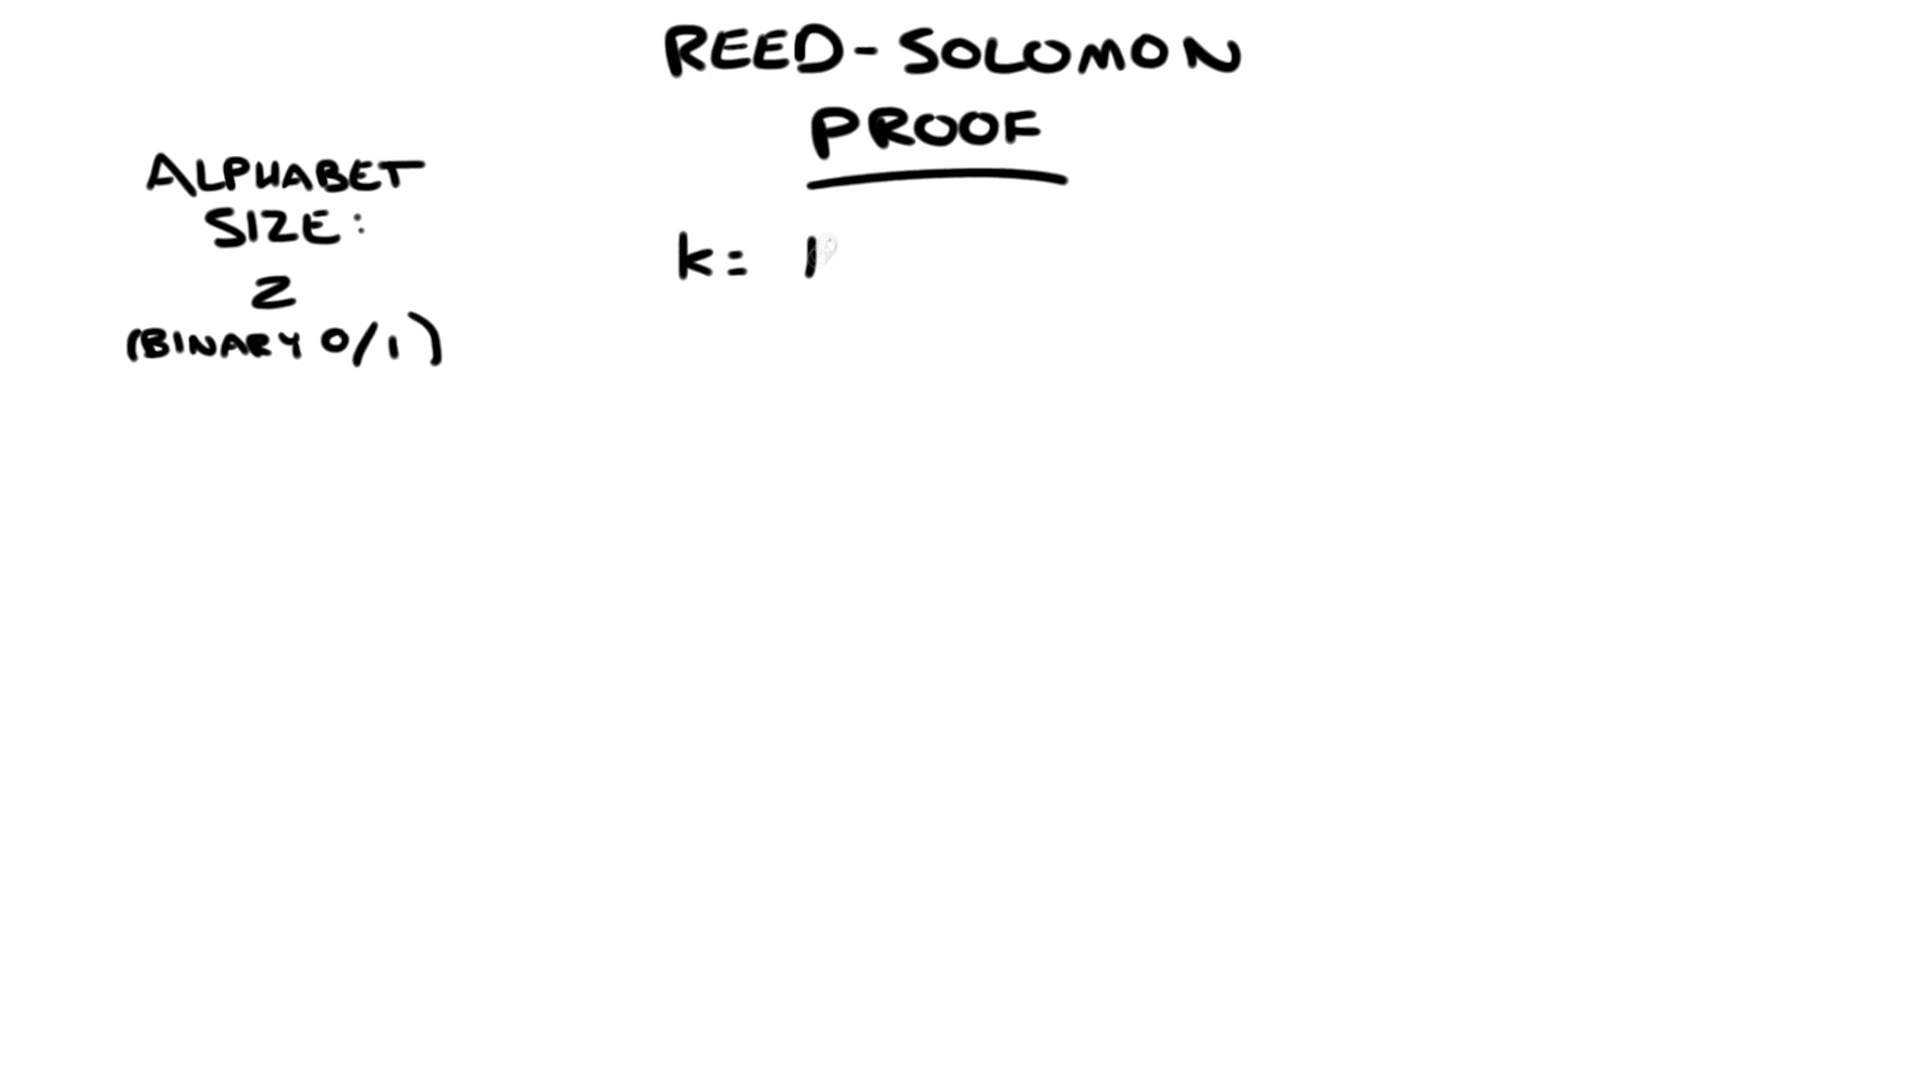 REED-SOLOMON
PROOF
ALPHABET
SIZE:
2
(BINARY 0/1)
k= 1